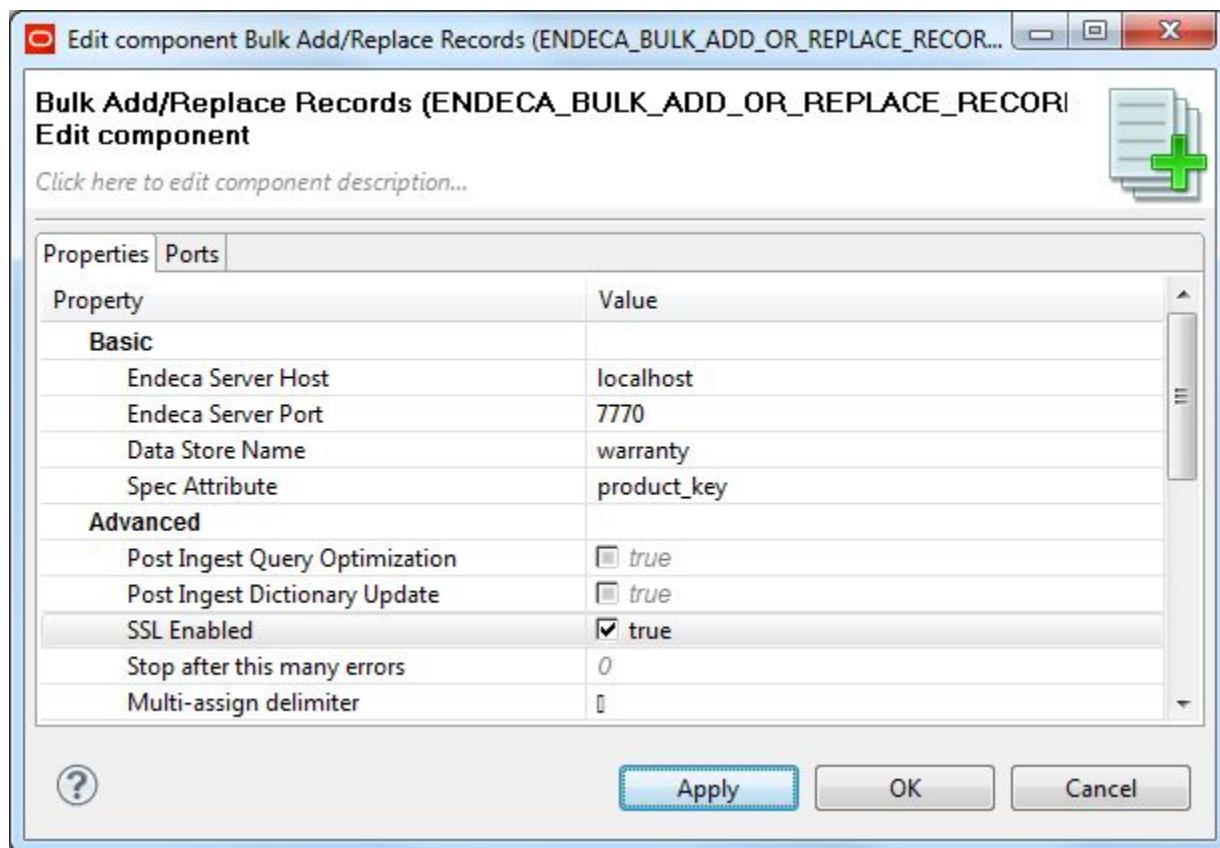 Edit component Bulk Add/Replace Records (ENDECA_BULK_ADD_OR_REPLACE_RECOR...
Bulk Add/Replace Records (ENDECA_BULK_ADD_OR_REPLACE_RECORI
Edit component
Click here to edit component description...
Properties Ports
Property Value
Basic
Endeca Server Host localhost
Endeca Server Port 7770
Data Store Name warranty
Spec Attribute product_key
Advanced
Post Ingest Query Optimization true
Post Ingest Dictionary Update true
SSL Enabled true
Stop after this many errors 0
Multi-assign delimiter ▯
? Apply OK Cancel